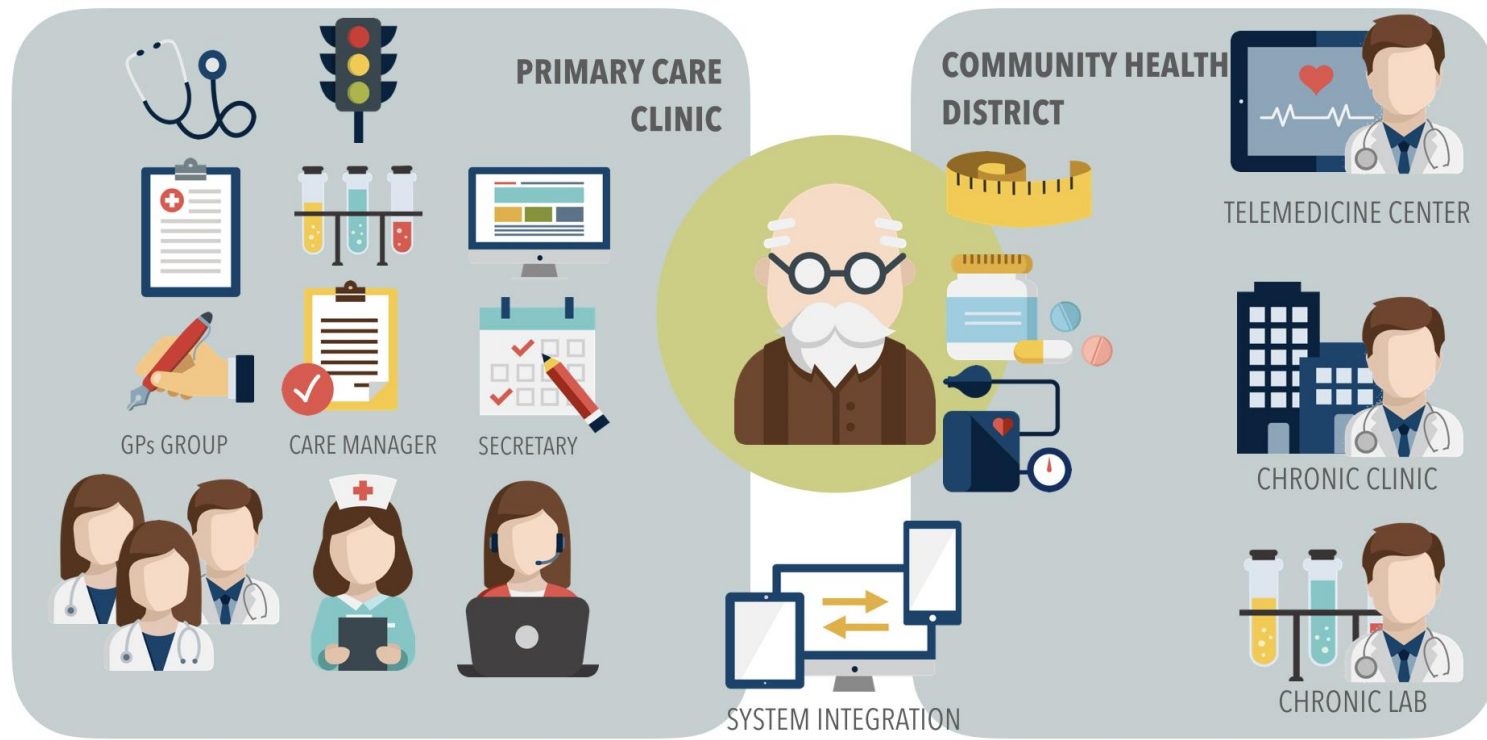 PRIMARY CARE
CLINIC
GPs GROUP
CARE MANAGER
SECRETARY
COMMUNITY HEALTH
DISTRICT
TELEMEDICINE CENTER
CHRONIC CLINIC
CHRONIC LAB
SYSTEM INTEGRATION